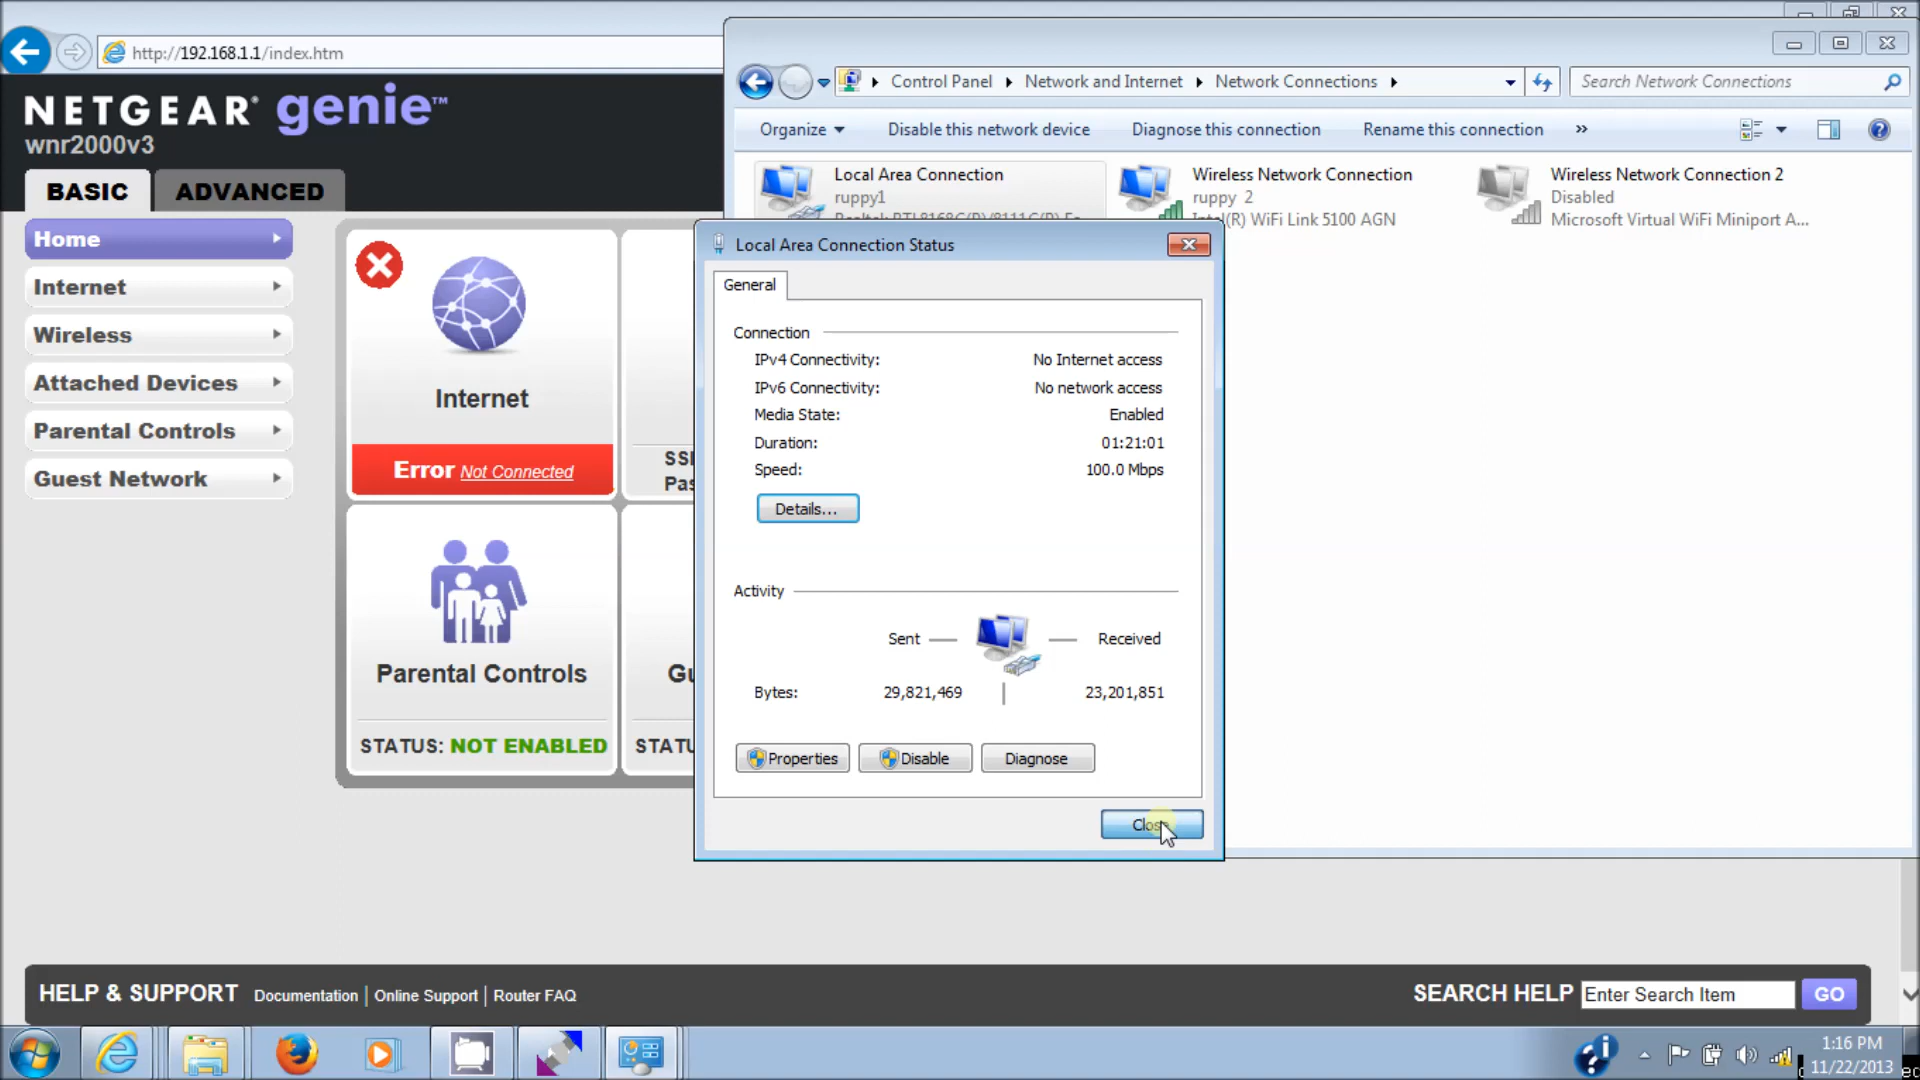 http://192.168.1.1/index.htm
NETGEAR® genie™
wnr2000v3
BASIC
ADVANCED
Home
Internet
Wireless
Attached Devices
Parental Controls
Guest Network
Internet
Error Not Connected
SSI
Pas
Parental Controls
STATUS: NOT ENABLED
Gu
STATU
Control Panel
Network and Internet
Network Connections
Search Network Connections
Organize
Disable this network device
Diagnose this connection
Rename this connection
»
Local Area Connection
ruppy1
Wireless Network Connection
ruppy 2
Intel(R) WiFi Link 5100 AGN
Wireless Network Connection 2
Disabled
Microsoft Virtual WiFi Miniport A...
Local Area Connection Status
General
Connection
IPv4 Connectivity: No Internet access
IPv6 Connectivity: No network access
Media State: Enabled
Duration: 01:21:01
Speed: 100.0 Mbps
Details...
Activity
Sent
Received
Bytes: 29,821,469 23,201,851
Properties
Disable
Diagnose
Close
HELP & SUPPORT Documentation | Online Support | Router FAQ
SEARCH HELP Enter Search Item GO
1:16 PM
11/22/2013